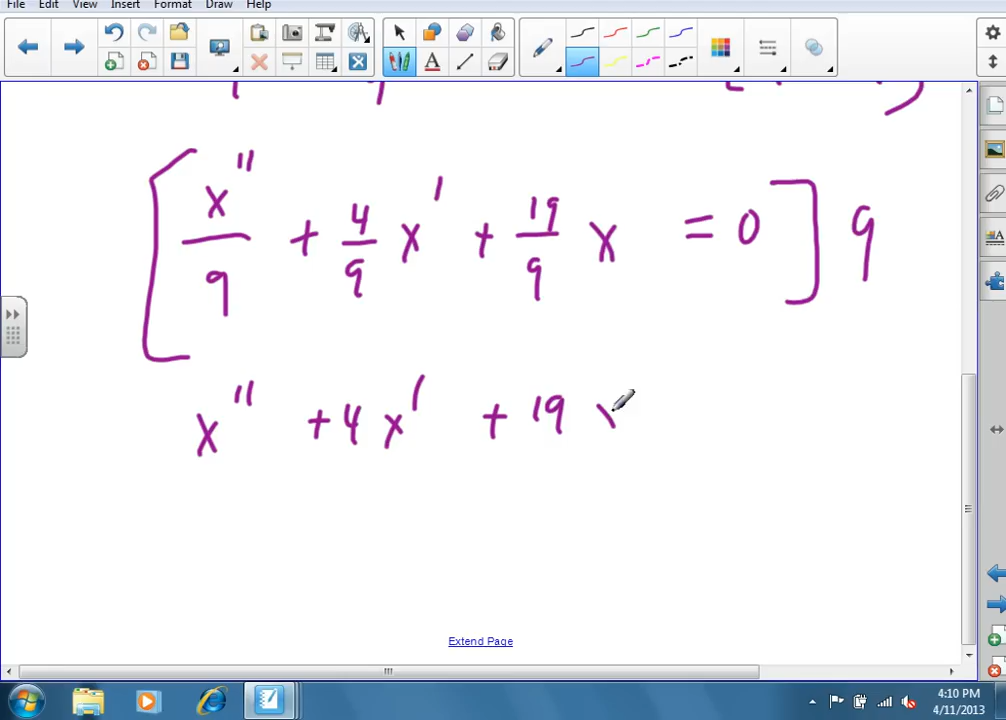 File Edit View Insert Format Draw Help
[ x''/9 + 4/9 x' + 19/9 x = 0 ] 9
x'' + 4 x' + 19
Extend Page
4:10 PM
4/11/2013